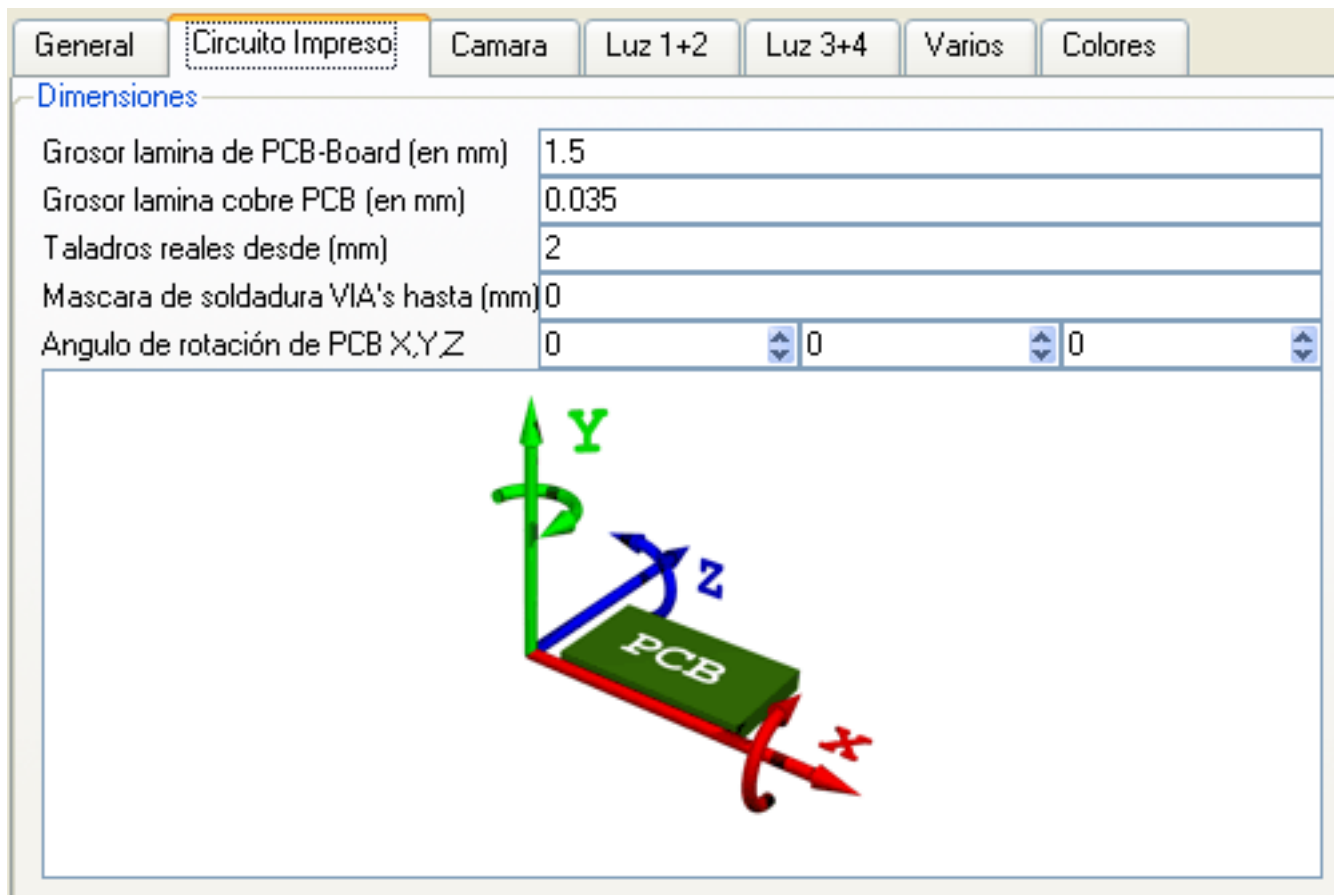 General Circuito Impreso Camara Luz 1+2 Luz 3+4 Varios Colores
Dimensiones
Grosor lamina de PCB-Board (en mm) 1.5
Grosor lamina cobre PCB (en mm) 0.035
Taladros reales desde (mm) 2
Mascara de soldadura VIA's hasta (mm) 0
Angulo de rotación de PCB X,Y,Z 0 0 0
Y
Z
PCB
X